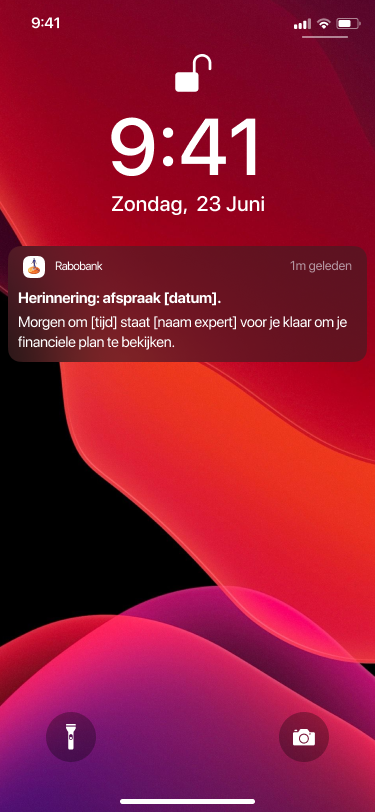 9:41
9:41
Zondag, 23 Juni
Rabobank 1m geleden
Herinnering: afspraak [datum].
Morgen om [tijd] staat [naam expert] voor je klaar om je
financiele plan te bekijken.